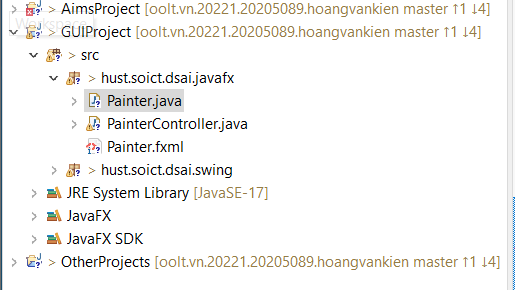 > AimsProject [oolt.vn.20221.20205089.hoangvankien master ↑1 ↓4]
> GUIProject [oolt.vn.20221.20205089.hoangvankien master ↑1 ↓4]
> src
> hust.soict.dsai.javafx
Painter.java
PainterController.java
Painter.fxml
> hust.soict.dsai.swing
JRE System Library [JavaSE-17]
JavaFX
JavaFX SDK
> OtherProjects [oolt.vn.20221.20205089.hoangvankien master ↑1 ↓4]